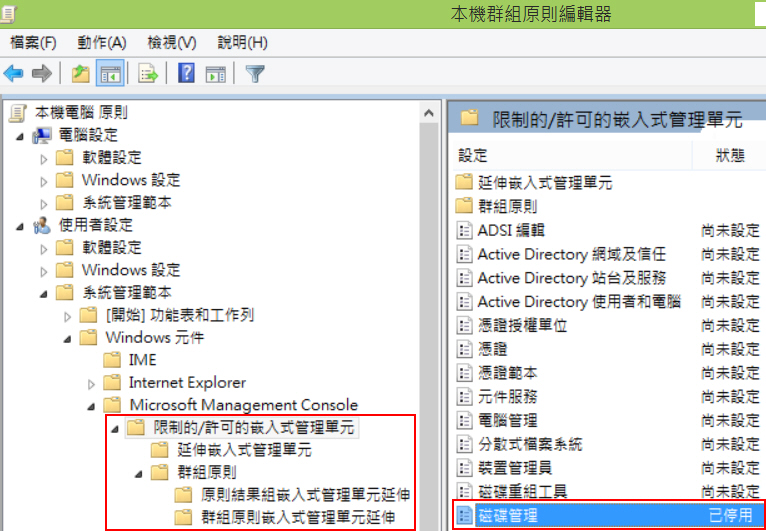 本機群組原則編輯器
檔案(F) 動作(A) 檢視(V) 說明(H)
本機電腦 原則
電腦設定
軟體設定
Windows 設定
系統管理範本
使用者設定
軟體設定
Windows 設定
系統管理範本
[開始] 功能表和工作列
Windows 元件
IME
Internet Explorer
Microsoft Management Console
限制的/許可的嵌入式管理單元
延伸嵌入式管理單元
群組原則
原則結果組嵌入式管理單元延伸
群組原則嵌入式管理單元延伸
限制的/許可的嵌入式管理單元
設定 狀態
延伸嵌入式管理單元
群組原則
ADSI 編輯 尚未設定
Active Directory 網域及信任 尚未設定
Active Directory 站台及服務 尚未設定
Active Directory 使用者和電腦 尚未設定
憑證授權單位 尚未設定
憑證 尚未設定
憑證範本 尚未設定
元件服務 尚未設定
電腦管理 尚未設定
分散式檔案系統 尚未設定
裝置管理員 尚未設定
磁碟重組工具 尚未設定
磁碟管理 已停用